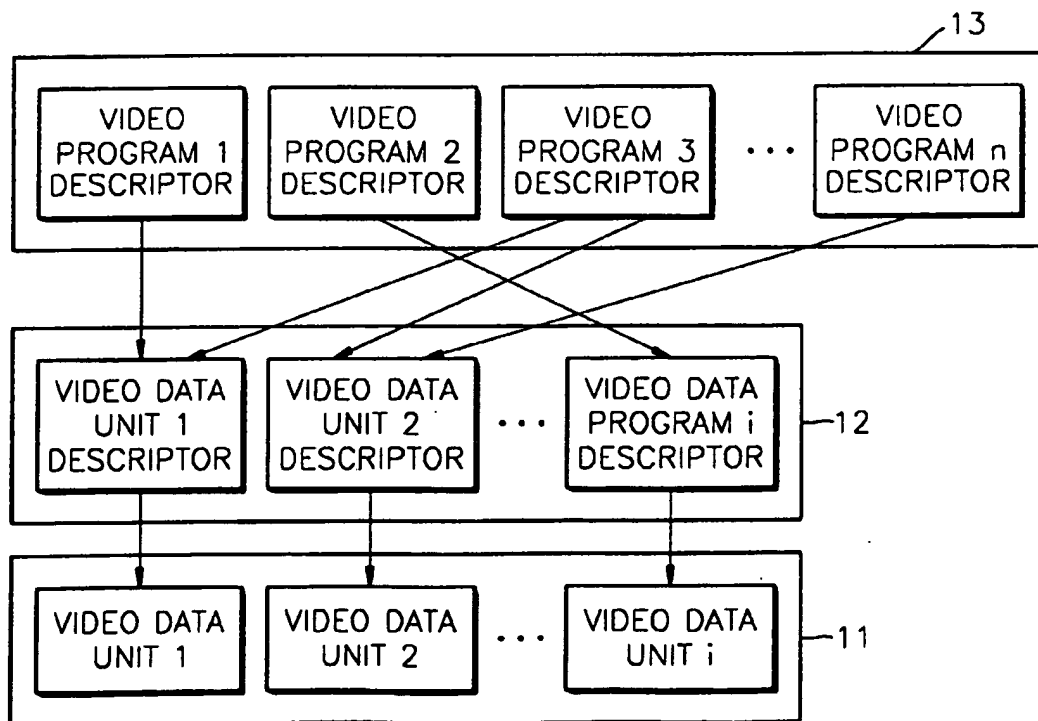 13
VIDEO
PROGRAM 1
DESCRIPTOR
VIDEO
PROGRAM 2
DESCRIPTOR
VIDEO
PROGRAM 3
DESCRIPTOR
...
VIDEO
PROGRAM n
DESCRIPTOR
VIDEO DATA
UNIT 1
DESCRIPTOR
VIDEO DATA
UNIT 2
DESCRIPTOR
...
VIDEO DATA
PROGRAM i
DESCRIPTOR
12
VIDEO DATA
UNIT 1
VIDEO DATA
UNIT 2
...
VIDEO DATA
UNIT i
11